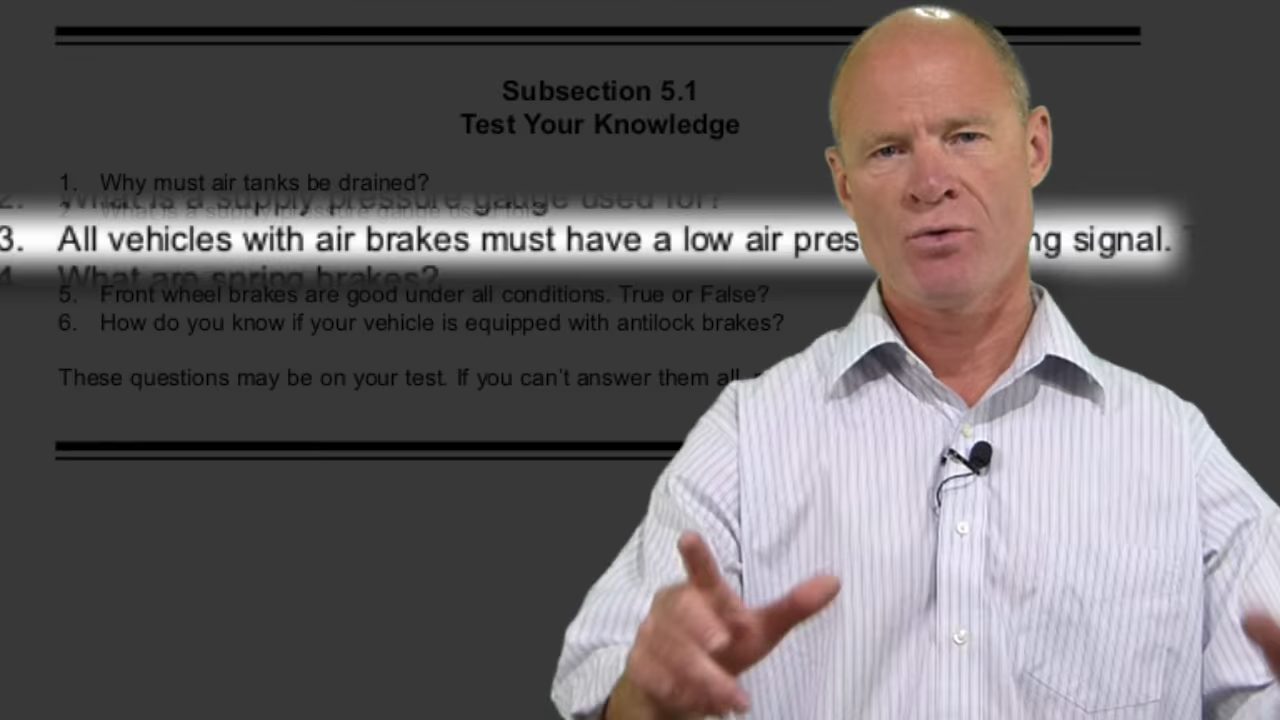 Subsection 5.1
Test Your Knowledge
1. Why must air tanks be drained?
2. What is a supply pressure gauge used for?
3. All vehicles with air brakes must have a low air pres ng signal.
4. What are spring brakes?
5. Front wheel brakes are good under all conditions. True or False?
6. How do you know if your vehicle is equipped with antilock brakes?
These questions may be on your test. If you can't answer them all,